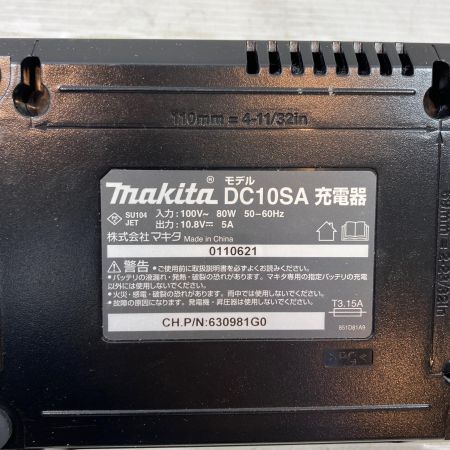 110mm = 4-11/32in
makita® モデル DC10SA 充電器
SU104 入力:100V~ 80W 50-60Hz
JET 出力:10.8V⎓ 5A
株式会社マキタ Made in China
0110621
警告 •ご使用前に取扱説明書を必ずお読みください。
•バッテリの液漏れ・発熱・破裂の恐れがあります。マキタ専用の指定バッテリの充電
以外には使用しないでください。
•火災・感電・破裂の恐れがあります。雨中では使用しないでください。
•故障の原因になります。発電機・昇圧器は使用しないでください。
T3.15A
CH.P/N:630981G0
851D81A9
>PC<